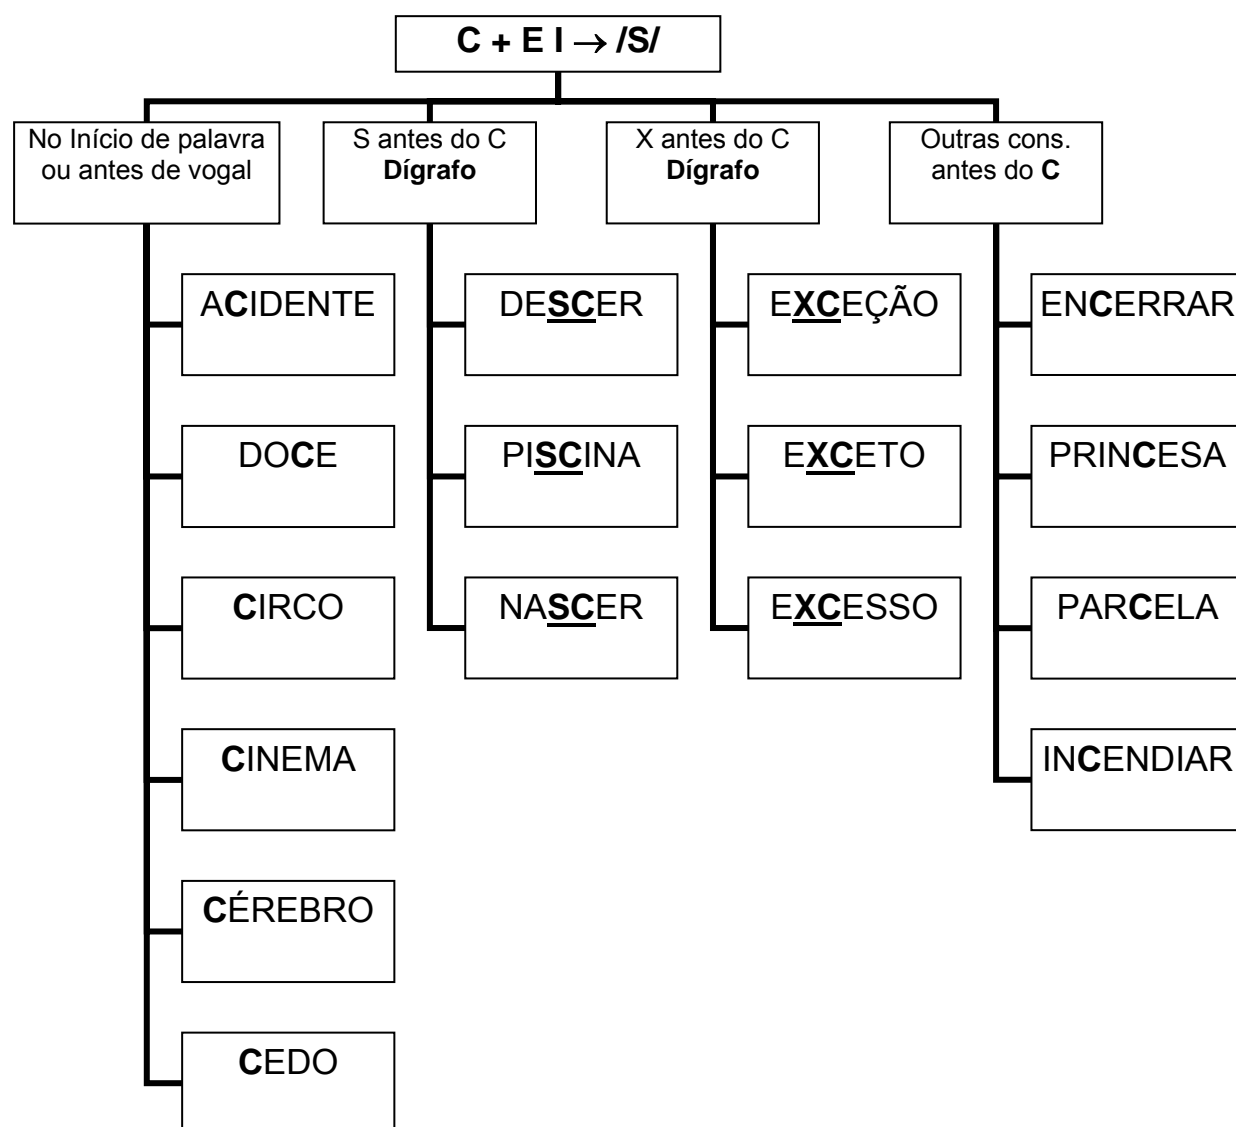 C + E I → /S/
No Início de palavra
ou antes de vogal
S antes do C
Dígrafo
X antes do C
Dígrafo
Outras cons.
antes do C
ACIDENTE
DOCE
CIRCO
CINEMA
CÉREBRO
CEDO
DESCER
PISCINA
NASCER
EXCEÇÃO
EXCETO
EXCESSO
ENCERRAR
PRINCESA
PARCELA
INCENDIAR